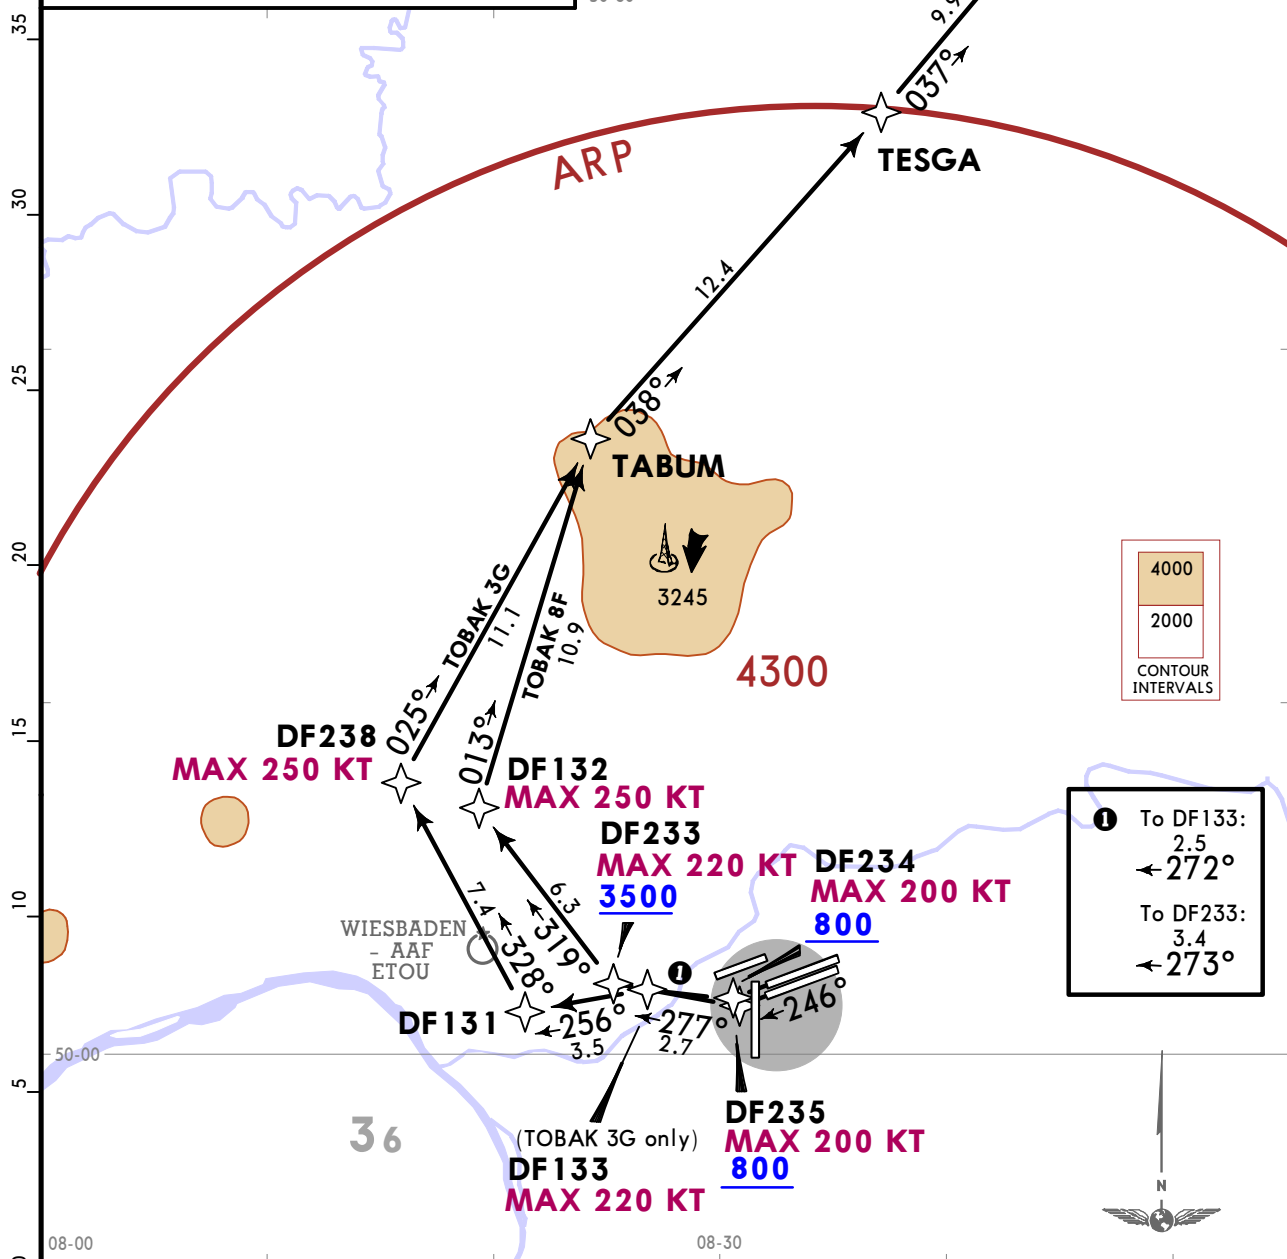 35
9.9
037°
ARP
TESGA
30
12.4
25
038°
TABUM
20
3245
4000
2000
CONTOUR
INTERVALS
TOBAK 3G
11.1
TOBAK 8F
10.9
4300
15
025°
013°
DF238
MAX 250 KT
DF132
MAX 250 KT
DF233
MAX 220 KT
3500
DF234
MAX 200 KT
800
1 To DF133:
2.5
272°
To DF233:
3.4
273°
10
7.4
328°
6.3
319°
WIESBADEN
- AAF
ETOU
1
246°
DF131
256°
3.5
277°
2.7
50-00
5
36
(TOBAK 3G only)
DF133
MAX 220 KT
DF235
MAX 200 KT
800
N
08-00
08-30